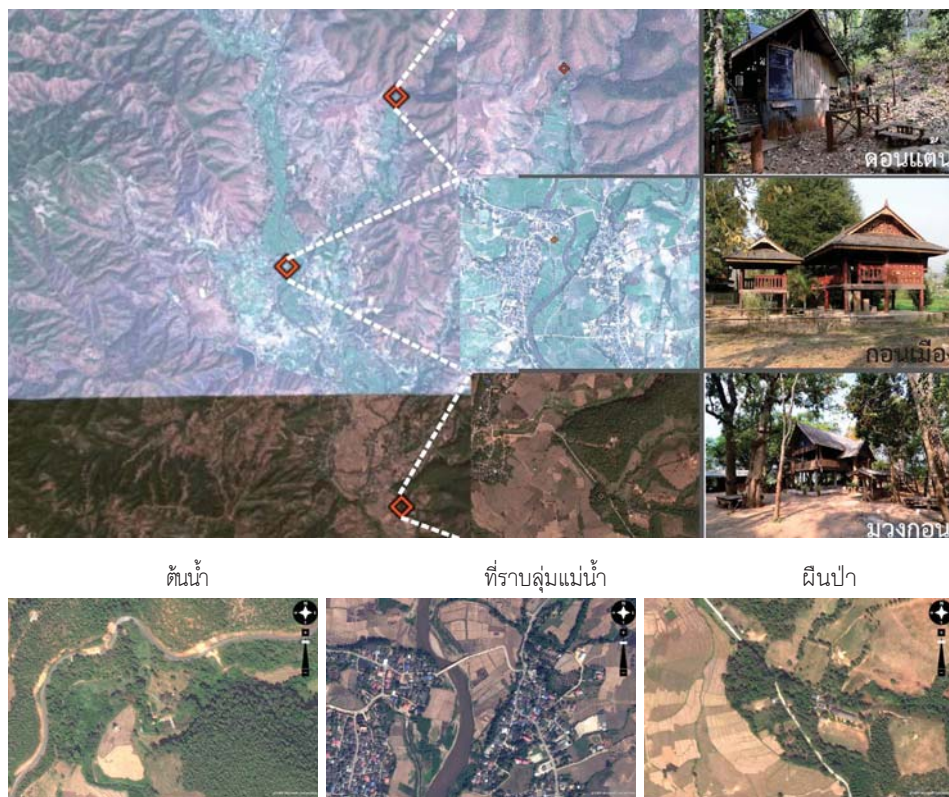 ดอนแต้น
กอนเมือง
ม่วงก่อน
ต้นน้ำ
ที่ราบลุ่มแม่น้ำ
ผืนป่า